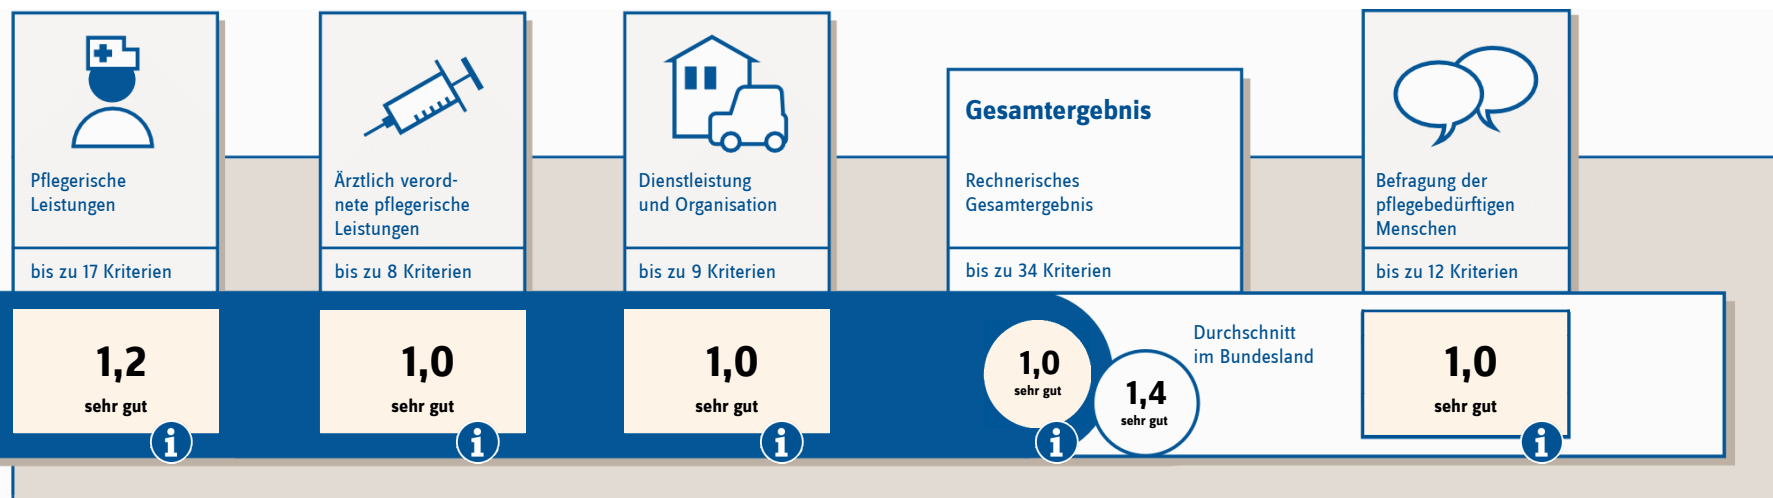 Pflegerische
Leistungen
bis zu 17 Kriterien
1,2
sehr gut
i
Ärztlich verord-
nete pflegerische
Leistungen
bis zu 8 Kriterien
1,0
sehr gut
i
Dienstleistung
und Organisation
bis zu 9 Kriterien
1,0
sehr gut
i
Gesamtergebnis
Rechnerisches
Gesamtergebnis
bis zu 34 Kriterien
1,0
sehr gut
i
Durchschnitt
im Bundesland
1,4
sehr gut
Befragung der
pflegebedürftigen
Menschen
bis zu 12 Kriterien
1,0
sehr gut
i